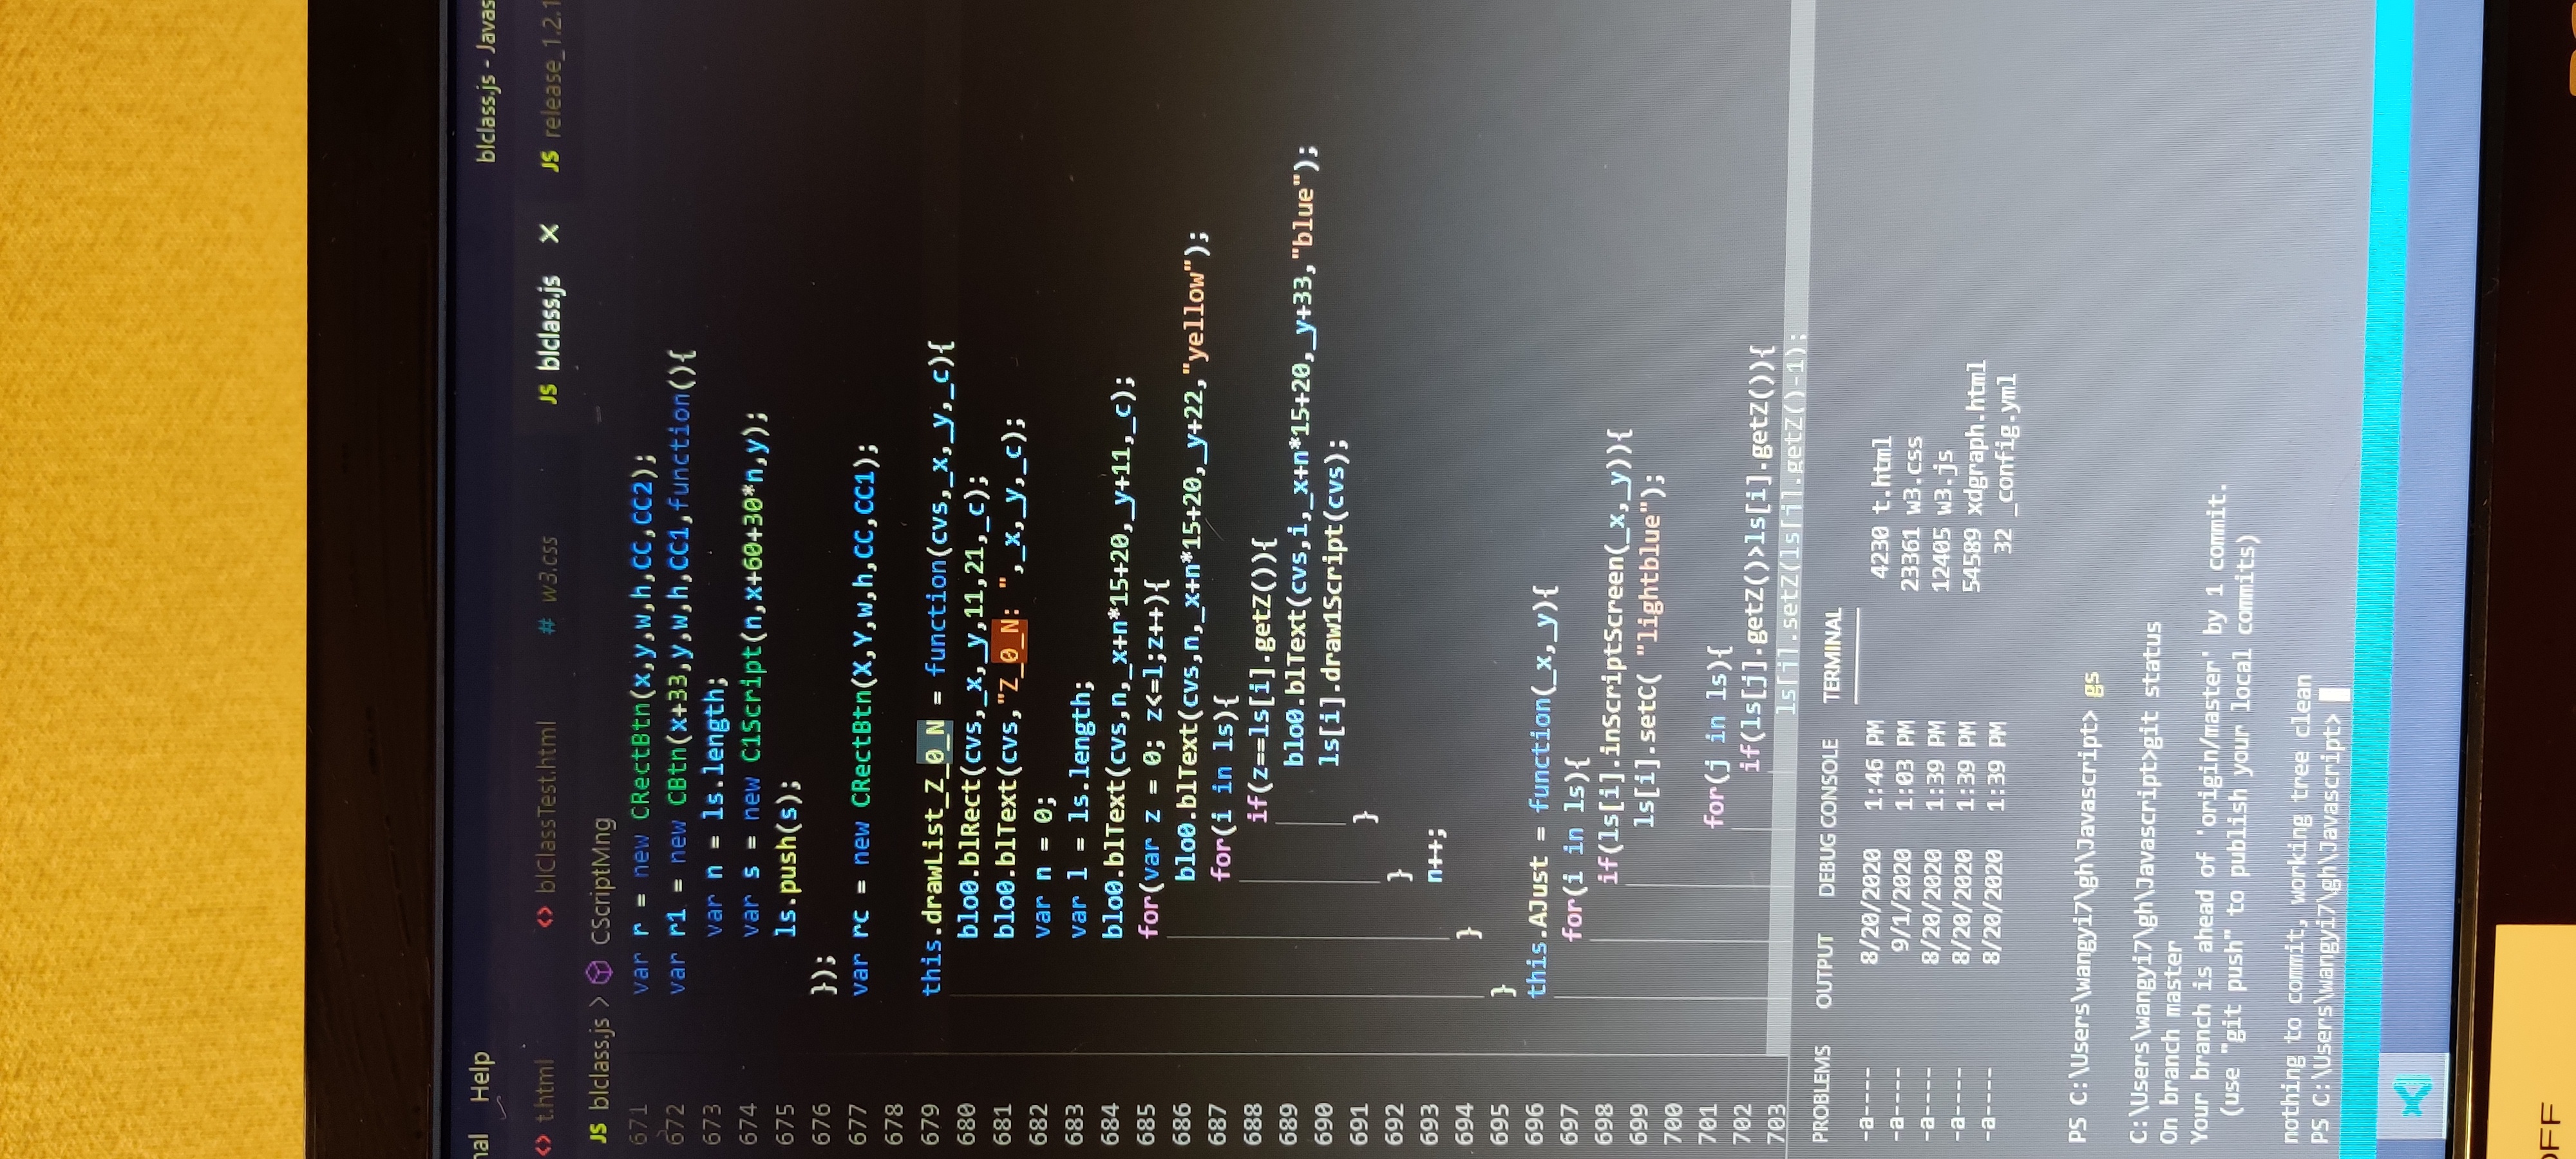 Help
blclass.js - Javas
<> t.html <> blClassTest.html # w3.css JS blclass.js × JS release_1.2.1
JS blclass.js > CScriptMng
671 var r = new CRectBtn(x,y,w,h,CC,CC2);
672 var r1 = new CBtn(x+33,y,w,h,CC1,function(){
673 var n = ls.length;
674 var s = new C1Script(n,x+60+30*n,y);
675 ls.push(s);
676 });
677 var rc = new CRectBtn(X,Y,w,h,CC,CC1);
678
679 this.drawList_Z_0_N = function(cvs,_x,_y,_c){
680 blo0.blRect(cvs,_x,_y,11,21,_c);
681 blo0.blText(cvs,"Z_0_N: ",_x,_y,_c);
682 var n = 0;
683 var l = ls.length;
684 blo0.blText(cvs,n,_x+n*15+20,_y+11,_c);
685 for(var z = 0; z<=l;z++){
686 blo0.blText(cvs,n,_x+n*15+20,_y+22,"yellow");
687 for(i in ls){
688 if(z==ls[i].getZ()){
689 blo0.blText(cvs,i,_x+n*15+20,_y+33,"blue");
690 ls[i].draw1Script(cvs);
691 }
692 }
693 n++;
694 }
695 }
696 this.AJust = function(_x,_y){
697 for(i in ls){
698 if(ls[i].inScriptScreen(_x,_y)){
699 ls[i].setC( "lightblue");
700
701 for(j in ls){
702 if(ls[j].getZ()>ls[i].getZ()){
703 ls[j].setZ(ls[j].getZ()-1);
PROBLEMS OUTPUT DEBUG CONSOLE TERMINAL
-a---- 8/20/2020 1:46 PM 4230 t.html
-a---- 9/1/2020 1:03 PM 23361 w3.css
-a---- 8/20/2020 1:39 PM 12405 w3.js
-a---- 8/20/2020 1:39 PM 54589 xdgraph.html
-a---- 8/20/2020 1:39 PM 32 _config.yml
PS C:\Users\wangyi7\gh\Javascript> gs
C:\Users\wangyi7\gh\Javascript>git status
On branch master
Your branch is ahead of 'origin/master' by 1 commit.
(use "git push" to publish your local commits)
nothing to commit, working tree clean
PS C:\Users\wangyi7\gh\Javascript>
OFF